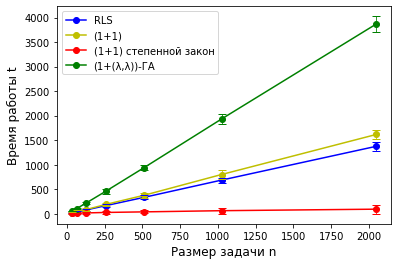 RLS
(1+1)
(1+1) степенной закон
(1+(λ,λ))-ГА
Время работы t
4000
3500
3000
2500
2000
1500
1000
500
0
0 250 500 750 1000 1250 1500 1750 2000
Размер задачи n